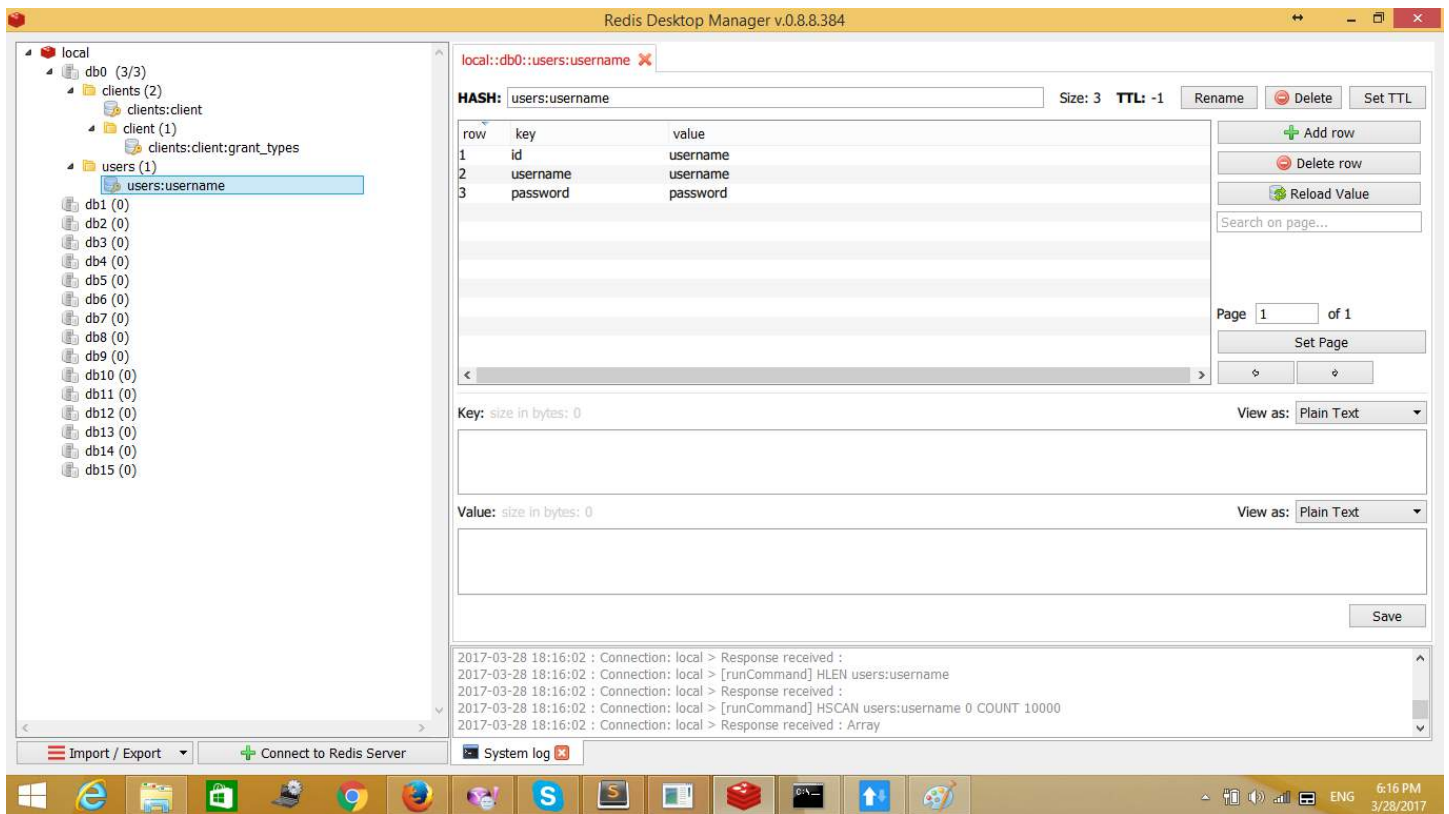 Redis Desktop Manager v.0.8.8.384
local
db0 (3/3)
clients (2)
clients:client
client (1)
clients:client:grant_types
users (1)
users:username
db1 (0)
db2 (0)
db3 (0)
db4 (0)
db5 (0)
db6 (0)
db7 (0)
db8 (0)
db9 (0)
db10 (0)
db11 (0)
db12 (0)
db13 (0)
db14 (0)
db15 (0)
Import / Export
Connect to Redis Server
local::db0::users:username
HASH: users:username Size: 3 TTL: -1 Rename Delete Set TTL
row key value
1 id username
2 username username
3 password password
Add row
Delete row
Reload Value
Search on page...
Page 1 of 1
Set Page
Key: size in bytes: 0 View as: Plain Text
Value: size in bytes: 0 View as: Plain Text
Save
2017-03-28 18:16:02 : Connection: local > Response received :
2017-03-28 18:16:02 : Connection: local > [runCommand] HLEN users:username
2017-03-28 18:16:02 : Connection: local > Response received :
2017-03-28 18:16:02 : Connection: local > [runCommand] HSCAN users:username 0 COUNT 10000
2017-03-28 18:16:02 : Connection: local > Response received : Array
System log
ENG
6:16 PM
3/28/2017